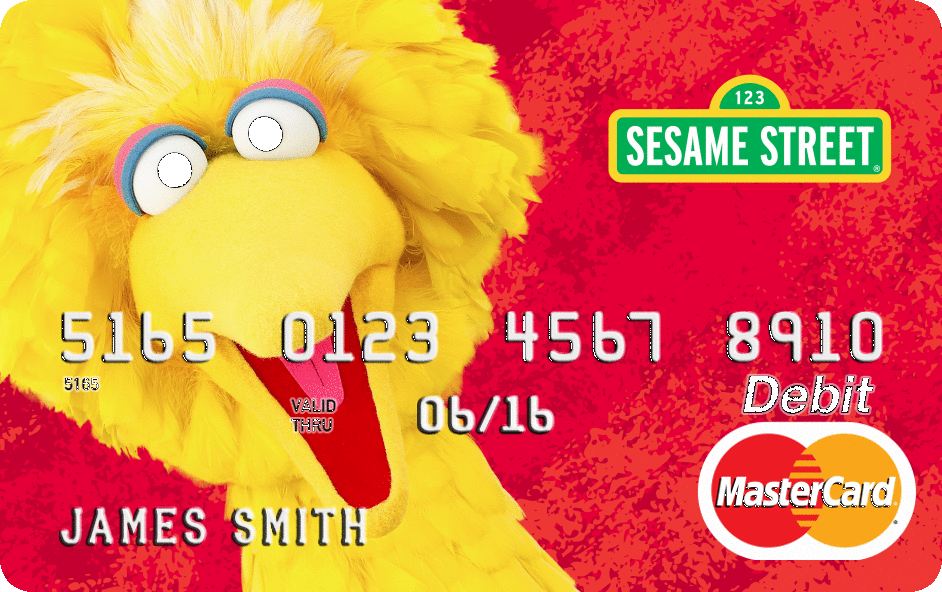 123
SESAME STREET®
5165 0123 4567 8910
5165
Debit
VALID
THRU
06/16
MasterCard
JAMES SMITH